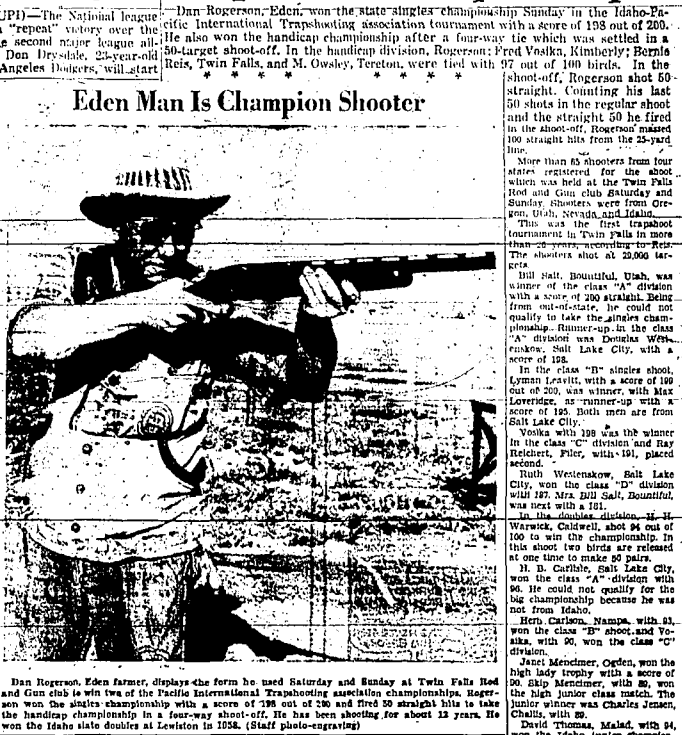 UPI)—The National league
"repeat" victory over the
second major league all-
Don Drysdale, 23-year-old
Angeles Dodgers, will start
Dan Rogerson, Eden, won the state singles championship Sunday in the Idaho-Pa-
cific International Trapshooting association tournament with a score of 198 out of 200.
He also won the handicap championship after a four-way tie which was settled in a
50-target shoot-off. In the handicap division, Rogerson; Fred Vosika, Kimberly; Bernie
Reis, Twin Falls, and M. Owsley, Tereton, were tied with 97 out of 100 birds. In the
* * * * * *
Eden Man Is Champion Shooter
shoot-off, Rogerson shot 50
straight. Counting his last
50 shots in the regular shoot
and the straight 50 he fired
in the shoot-off, Rogerson massed
100 straight hits from the 25-yard
line.
More than 65 shooters from four
states registered for the shoot
which was held at the Twin Falls
Rod and Gun club Saturday and
Sunday. Shooters were from Ore-
gon, Utah, Nevada and Idaho.
This was the first trapshoot
tournament in Twin Falls in more
than 20 years, according to Reis.
The shooters shot at 29,000 tar-
gets.
Bill Salt, Bountiful, Utah, was
winner of the class "A" division
with a score of 200 straight. Being
from out-of-state, he could not
qualify to take the singles cham-
pionship. Runner-up in the class
"A" division was Douglas West-
enskow, Salt Lake City, with a
score of 198.
In the class "B" singles shoot,
Lyman Leavitt, with a score of 199
out of 200, was winner, with Max
Loveridge, as runner-up with a
score of 195. Both men are from
Salt Lake City.
Vosika with 198 was the winner
in the class "C" division and Ray
Reichert, Filer, with 191, placed
second.
Ruth Westenskow, Salt Lake
City, won the class "D" division
with 187. Mrs. Bill Salt, Bountiful,
was next with a 181.
In the doubles division, H. H.
Warwick, Caldwell, shot 94 out of
100 to win the championship. In
this shoot two birds are released
at one time to make 50 pairs.
H. B. Carlisle, Salt Lake City,
won the class "A" division with
96. He could not qualify for the
big championship because he was
not from Idaho.
Herb Carlson, Nampa, with 93,
won the class "B" shoot and Vo-
sika, with 90, won the class "C"
division.
Janet Mencimer, Ogden, won the
high lady trophy with a score of
90. Skip Mencimer, with 89, won
the high junior class match. The
junior winner was Charles Jensen,
Challis, with 89.
David Thomas, Malad, with 94,
won the Idaho
Dan Rogerson, Eden farmer, displays the form he used Saturday and Sunday at Twin Falls Rod
and Gun club to win two of the Pacific International Trapshooting association championships. Roger-
son won the singles championship with a score of 198 out of 200 and fired 50 straight hits to take
the handicap championship in a four-way shoot-off. He has been shooting for about 12 years. He
won the Idaho state doubles at Lewiston in 1958. (Staff photo-engraving)